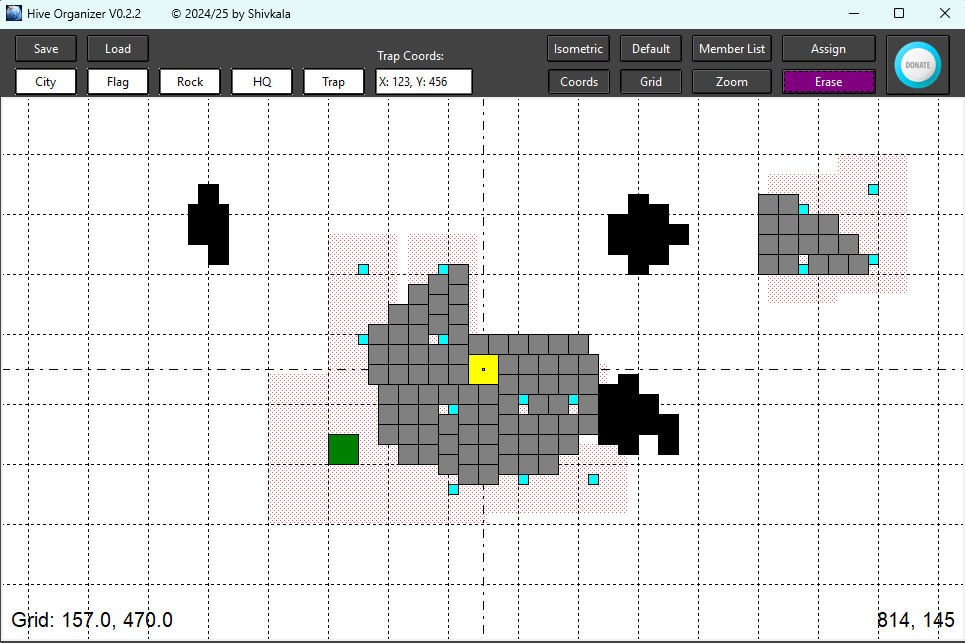 Hive Organizer V0.2.2 © 2024/25 by Shivkala
Save Load Trap Coords: Isometric Default Member List Assign
City Flag Rock HQ Trap X: 123, Y: 456 Coords Grid Zoom Erase
DONATE
Grid: 157.0, 470.0 814, 145